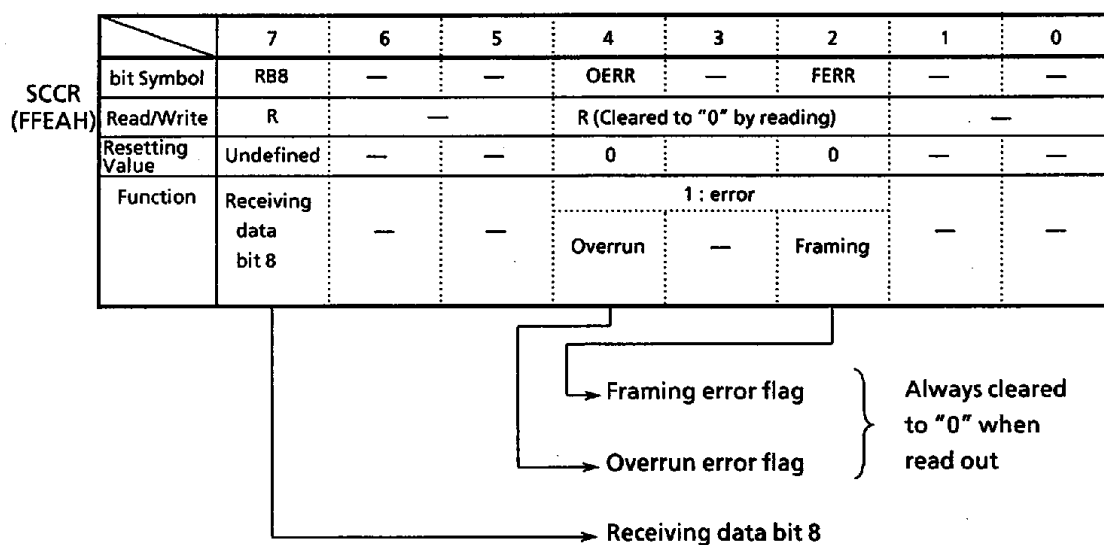 7 6 5 4 3 2 1 0
bit Symbol RB8 — — OERR — FERR — —
SCCR
(FFEAH)
Read/Write R — R (Cleared to "0" by reading) —
Resetting
Value
Undefined — — 0 0 — —
Function
Receiving
data
bit 8
— —
1 : error
Overrun — Framing
— —
Framing error flag
Overrun error flag
Always cleared
to "0" when
read out
Receiving data bit 8